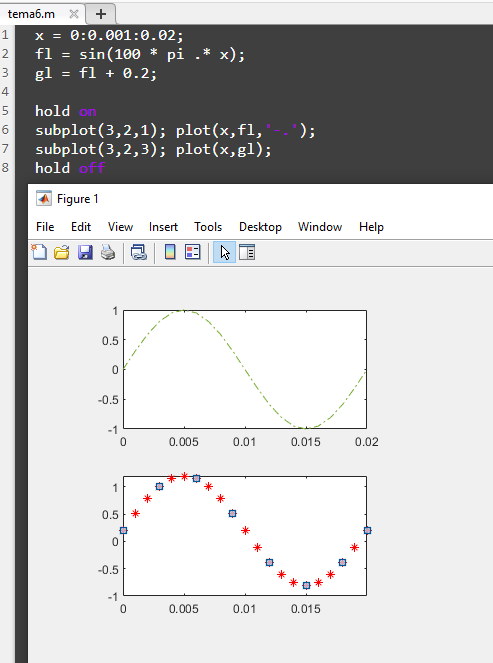 tema6.m × +
1 x = 0:0.001:0.02;
2 fl = sin(100 * pi .* x);
3 gl = fl + 0.2;
4
5 hold on
6 subplot(3,2,1); plot(x,fl,'-.');
7 subplot(3,2,3); plot(x,gl);
8 hold off
Figure 1
File Edit View Insert Tools Desktop Window Help
1
0.5
0
-0.5
-1
0 0.005 0.01 0.015 0.02
1
0.5
0
-0.5
-1
0 0.005 0.01 0.015